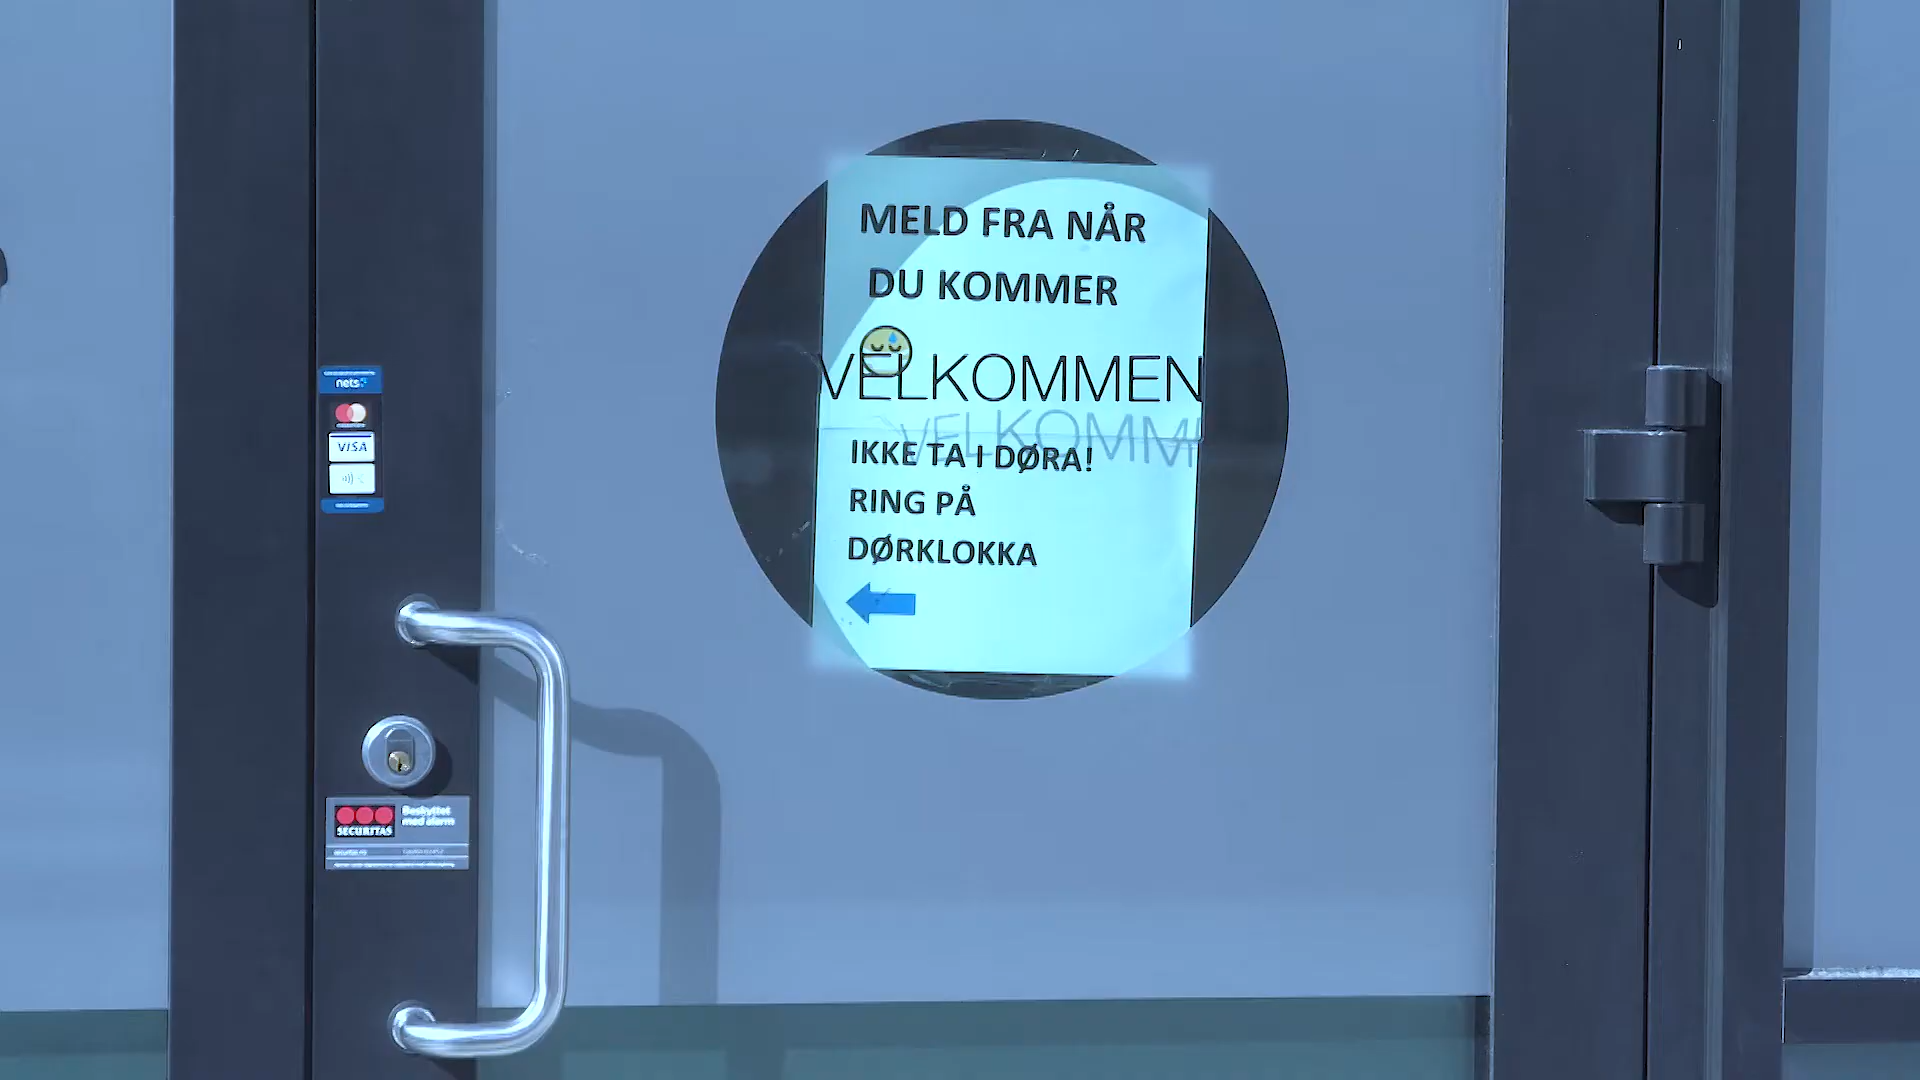 MELD FRA NÅR
DU KOMMER
VELKOMMEN
IKKE TA I DØRA!
RING PÅ
DØRKLOKKA
nets
VISA
SECURITAS
Beskyttet
med alarm